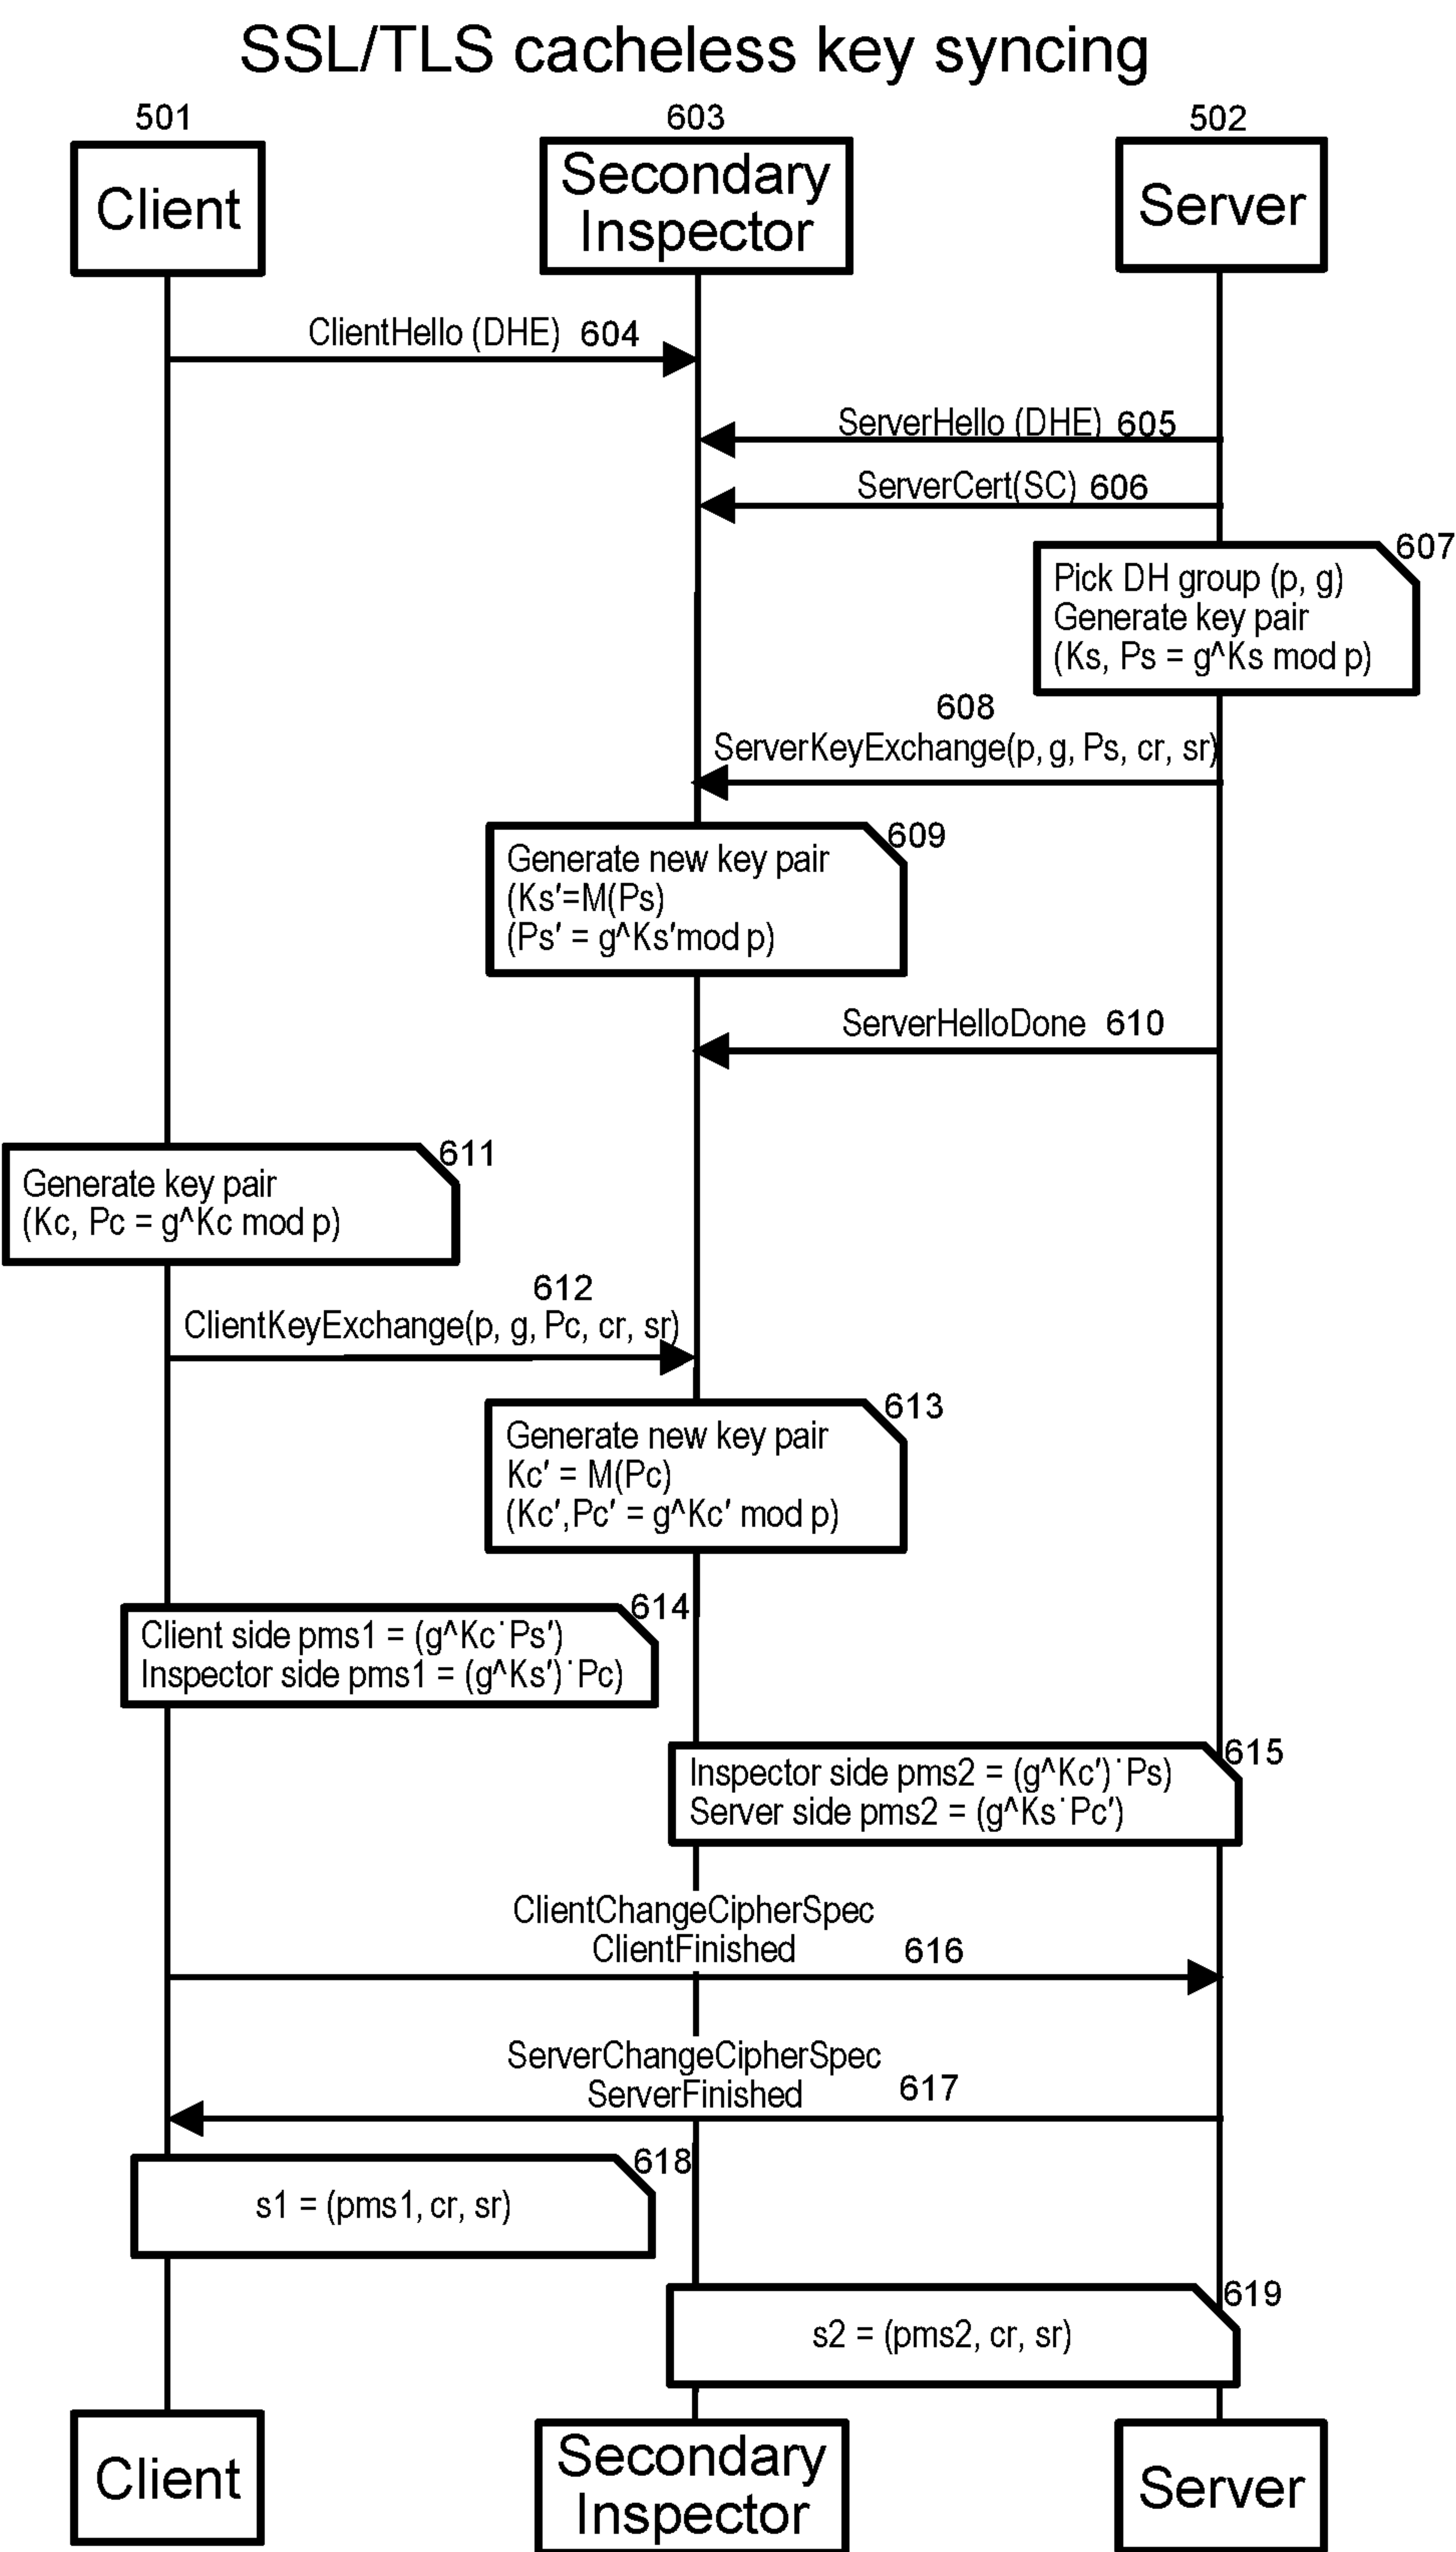 SSL/TLS cacheless key syncing
501
603
502
Client
Secondary
Inspector
Server
ClientHello (DHE) 604
ServerHello (DHE) 605
ServerCert(SC) 606
607
Pick DH group (p, g)
Generate key pair
(Ks, Ps = g^Ks mod p)
608
ServerKeyExchange(p, g, Ps, cr, sr)
609
Generate new key pair
(Ks'=M(Ps)
(Ps' = g^Ks'mod p)
ServerHelloDone 610
611
Generate key pair
(Kc, Pc = g^Kc mod p)
612
ClientKeyExchange(p, g, Pc, cr, sr)
613
Generate new key pair
Kc' = M(Pc)
(Kc',Pc' = g^Kc' mod p)
614
Client side pms1 = (g^Kc˙Ps')
Inspector side pms1 = (g^Ks')˙Pc)
615
Inspector side pms2 = (g^Kc')˙Ps)
Server side pms2 = (g^Ks˙Pc')
ClientChangeCipherSpec
ClientFinished 616
ServerChangeCipherSpec
ServerFinished 617
618
s1 = (pms1, cr, sr)
619
s2 = (pms2, cr, sr)
Client
Secondary
Inspector
Server